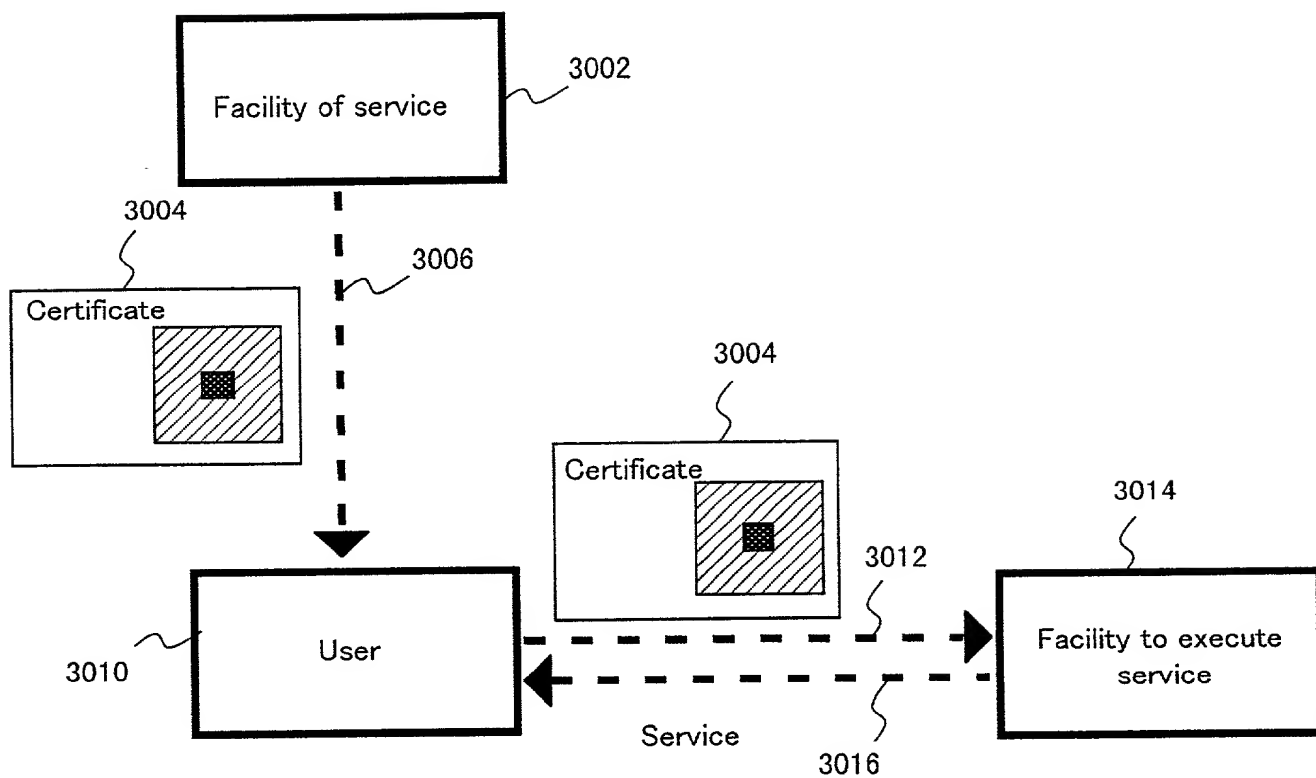 3002
Facility of service
3004
3006
Certificate
3004
Certificate
3014
3012
User
Facility to execute
service
3010
Service
3016